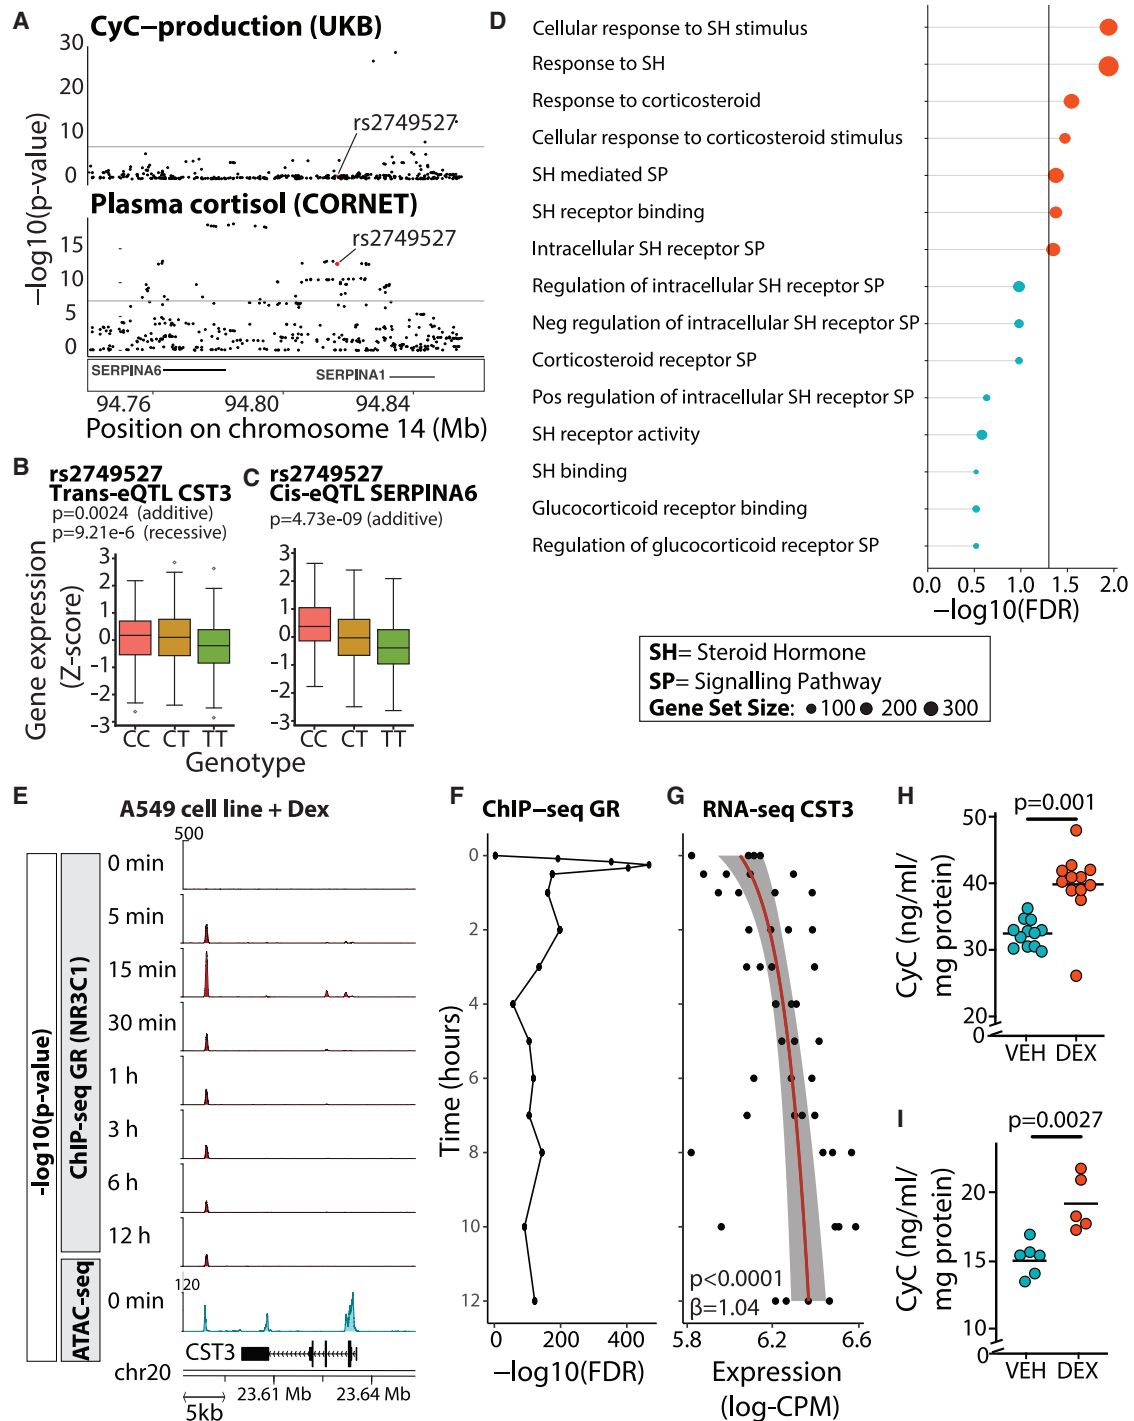 A
CyC−production (UKB)
30
20
10
0
rs2749527
Plasma cortisol (CORNET)
rs2749527
15
10
5
0
−log10(p-value)
SERPINA6
SERPINA1
94.76
94.80
94.84
Position on chromosome 14 (Mb)
B
rs2749527
Trans-eQTL CST3
p=0.0024 (additive)
p=9.21e-6 (recessive)
3
2
1
0
−1
−2
−3
Gene expression
(Z-score)
CC
CT
TT
C
rs2749527
Cis-eQTL SERPINA6
p=4.73e-09 (additive)
3
2
1
0
−1
−2
−3
CC
CT
TT
Genotype
D
Cellular response to SH stimulus
Response to SH
Response to corticosteroid
Cellular response to corticosteroid stimulus
SH mediated SP
SH receptor binding
Intracellular SH receptor SP
Regulation of intracellular SH receptor SP
Neg regulation of intracellular SH receptor SP
Corticosteroid receptor SP
Pos regulation of intracellular SH receptor SP
SH receptor activity
SH binding
Glucocorticoid receptor binding
Regulation of glucocorticoid receptor SP
0.0
0.5
1.0
1.5
2.0
−log10(FDR)
SH= Steroid Hormone
SP= Signalling Pathway
Gene Set Size: 100 200 300
E
A549 cell line + Dex
500
0 min
5 min
15 min
30 min
1 h
3 h
6 h
12 h
-log10(p-value)
ChIP-seq GR (NR3C1)
ATAC-seq
120
0 min
CST3
chr20
23.61 Mb
23.64 Mb
5kb
F
ChIP−seq GR
0
2
4
6
8
10
12
Time (hours)
0
200
400
−log10(FDR)
G
RNA-seq CST3
p<0.0001
β=1.04
5.8
6.2
6.6
Expression
(log-CPM)
H
p=0.001
50
40
30
20
0
CyC (ng/ml/
mg protein)
VEH
DEX
I
p=0.0027
20
15
10
0
CyC (ng/ml/
mg protein)
VEH
DEX